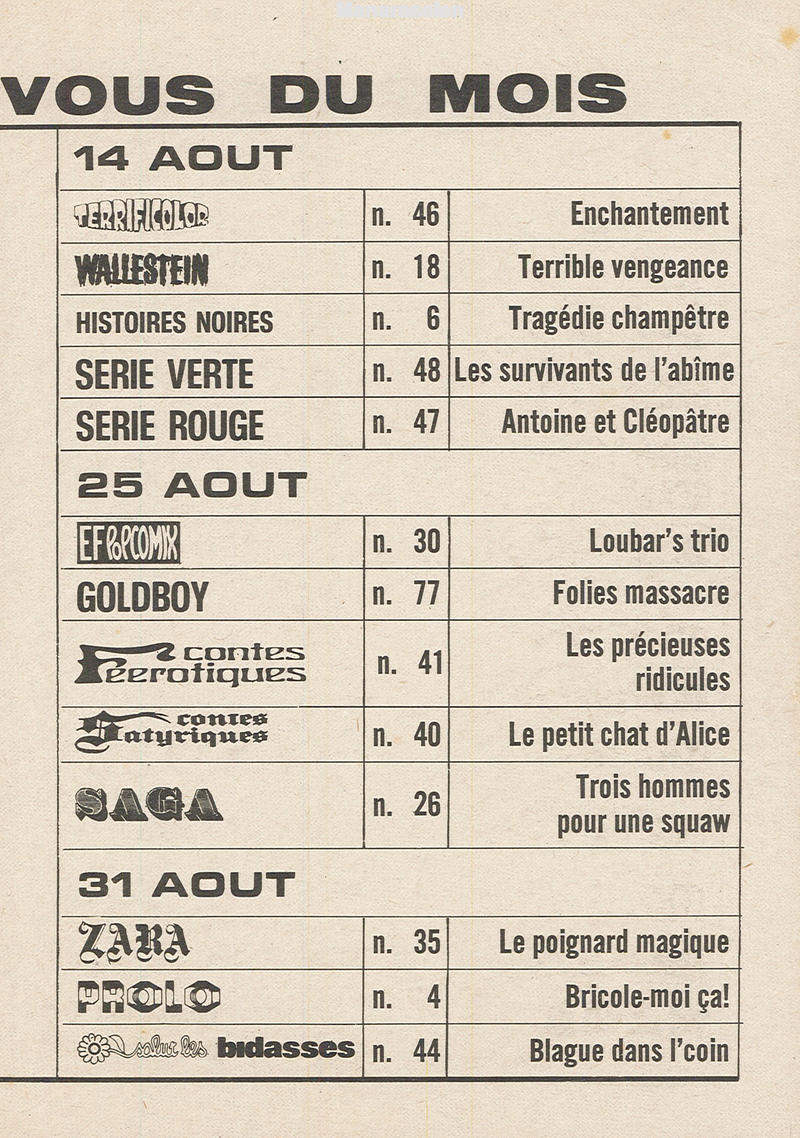 VOUS DU MOIS
14 AOUT
TERRIFICOLOR n. 46 Enchantement
WALLESTEIN n. 18 Terrible vengeance
HISTOIRES NOIRES n. 6 Tragédie champêtre
SERIE VERTE n. 48 Les survivants de l'abîme
SERIE ROUGE n. 47 Antoine et Cléopâtre
25 AOUT
EF POPCOMIX n. 30 Loubar's trio
GOLDBOY n. 77 Folies massacre
contes
Féerotiques n. 41 Les précieuses
ridicules
contes
Satyriques n. 40 Le petit chat d'Alice
SAGA n. 26 Trois hommes
pour une squaw
31 AOUT
ZARA n. 35 Le poignard magique
PROLO n. 4 Bricole-moi ça!
salut les bidasses n. 44 Blague dans l'coin